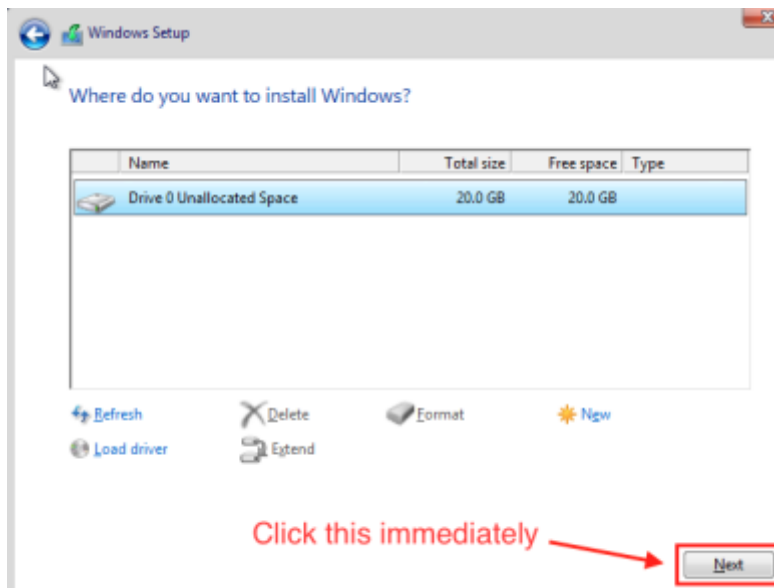 Windows Setup
Where do you want to install Windows?
Name Total size Free space Type
Drive 0 Unallocated Space 20.0 GB 20.0 GB
Refresh Delete Format New
Load driver Extend
Click this immediately
Next